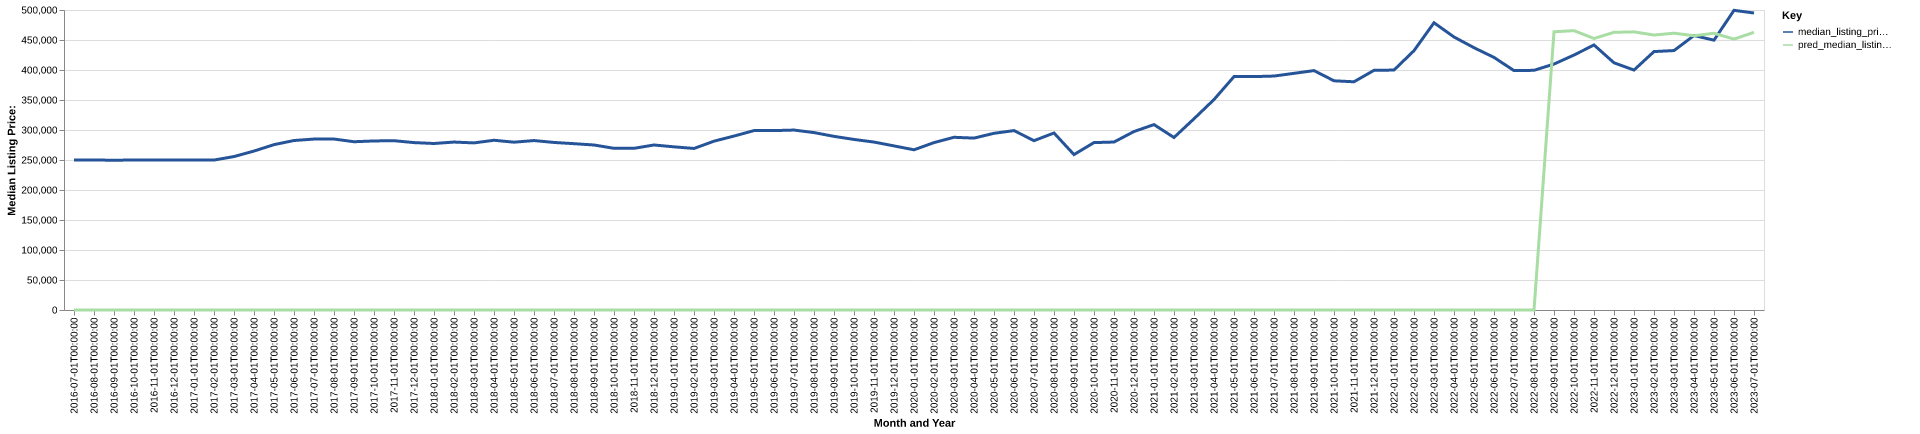 500,000
450,000
400,000
350,000
300,000
250,000
200,000
150,000
100,000
50,000
0
Median Listing Price:
2016-07-01T00:00:00
2016-08-01T00:00:00
2016-09-01T00:00:00
2016-10-01T00:00:00
2016-11-01T00:00:00
2016-12-01T00:00:00
2017-01-01T00:00:00
2017-02-01T00:00:00
2017-03-01T00:00:00
2017-04-01T00:00:00
2017-05-01T00:00:00
2017-06-01T00:00:00
2017-07-01T00:00:00
2017-08-01T00:00:00
2017-09-01T00:00:00
2017-10-01T00:00:00
2017-11-01T00:00:00
2017-12-01T00:00:00
2018-01-01T00:00:00
2018-02-01T00:00:00
2018-03-01T00:00:00
2018-04-01T00:00:00
2018-05-01T00:00:00
2018-06-01T00:00:00
2018-07-01T00:00:00
2018-08-01T00:00:00
2018-09-01T00:00:00
2018-10-01T00:00:00
2018-11-01T00:00:00
2018-12-01T00:00:00
2019-01-01T00:00:00
2019-02-01T00:00:00
2019-03-01T00:00:00
2019-04-01T00:00:00
2019-05-01T00:00:00
2019-06-01T00:00:00
2019-07-01T00:00:00
2019-08-01T00:00:00
2019-09-01T00:00:00
2019-10-01T00:00:00
2019-11-01T00:00:00
2019-12-01T00:00:00
2020-01-01T00:00:00
2020-02-01T00:00:00
2020-03-01T00:00:00
2020-04-01T00:00:00
2020-05-01T00:00:00
2020-06-01T00:00:00
2020-07-01T00:00:00
2020-08-01T00:00:00
2020-09-01T00:00:00
2020-10-01T00:00:00
2020-11-01T00:00:00
2020-12-01T00:00:00
2021-01-01T00:00:00
2021-02-01T00:00:00
2021-03-01T00:00:00
2021-04-01T00:00:00
2021-05-01T00:00:00
2021-06-01T00:00:00
2021-07-01T00:00:00
2021-08-01T00:00:00
2021-09-01T00:00:00
2021-10-01T00:00:00
2021-11-01T00:00:00
2021-12-01T00:00:00
2022-01-01T00:00:00
2022-02-01T00:00:00
2022-03-01T00:00:00
2022-04-01T00:00:00
2022-05-01T00:00:00
2022-06-01T00:00:00
2022-07-01T00:00:00
2022-08-01T00:00:00
2022-09-01T00:00:00
2022-10-01T00:00:00
2022-11-01T00:00:00
2022-12-01T00:00:00
2023-01-01T00:00:00
2023-02-01T00:00:00
2023-03-01T00:00:00
2023-04-01T00:00:00
2023-05-01T00:00:00
2023-06-01T00:00:00
2023-07-01T00:00:00
Month and Year
Key
median_listing_pri…
pred_median_listin…